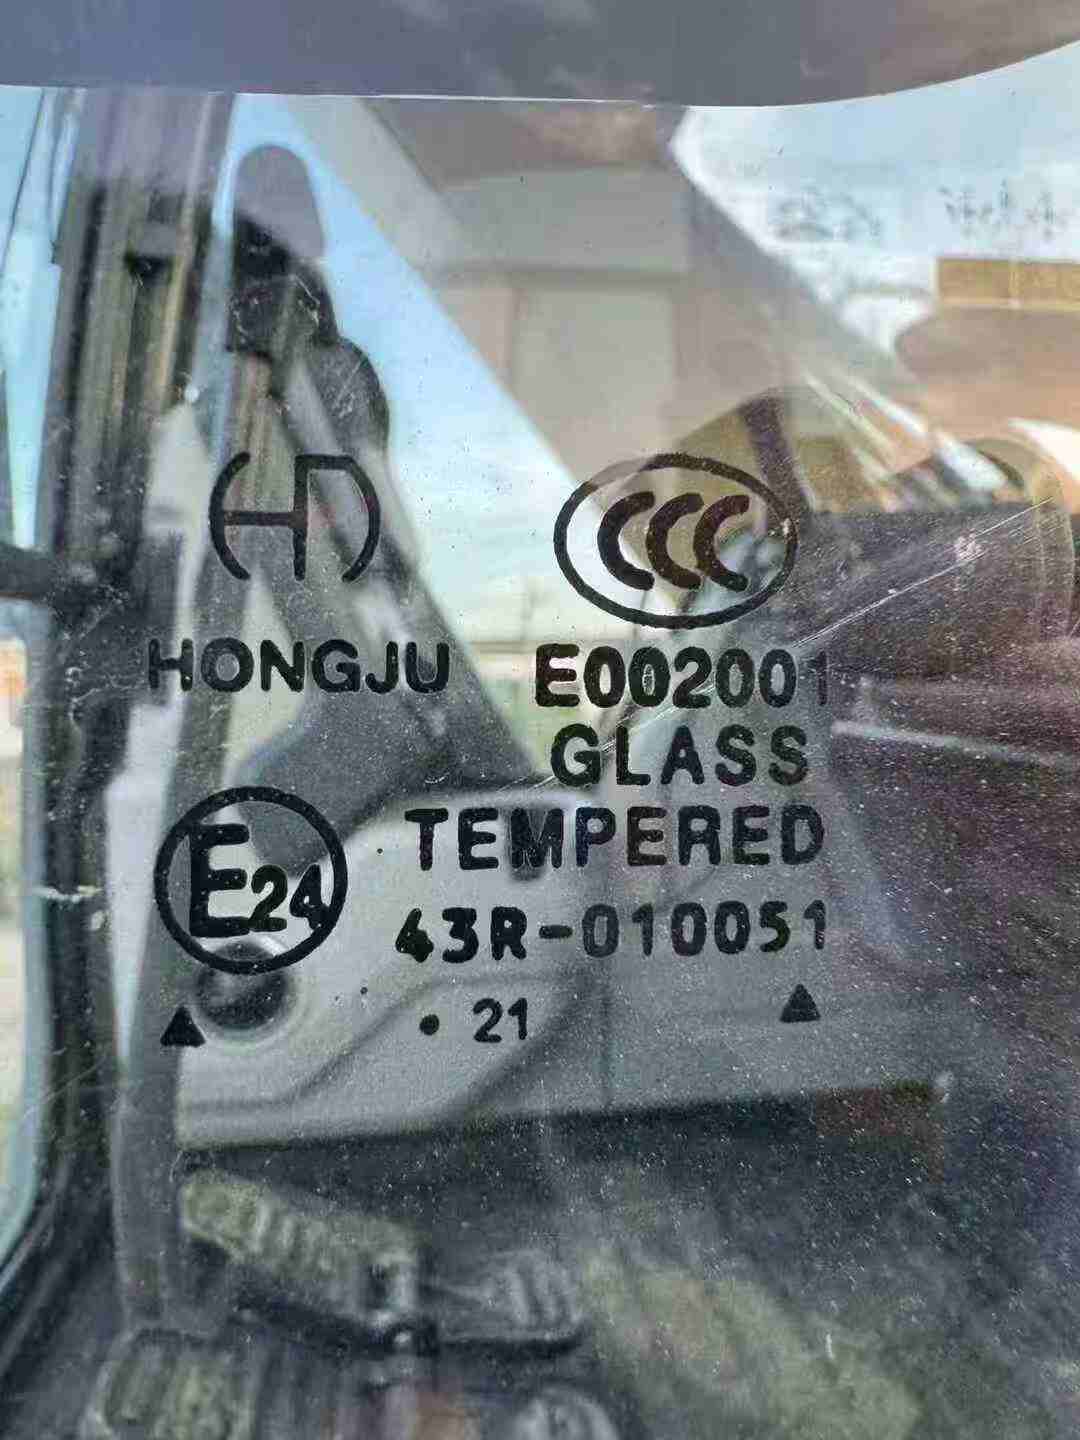 HONGJU
CCC
E002001
GLASS
TEMPERED
E24
43R-010051
. 21